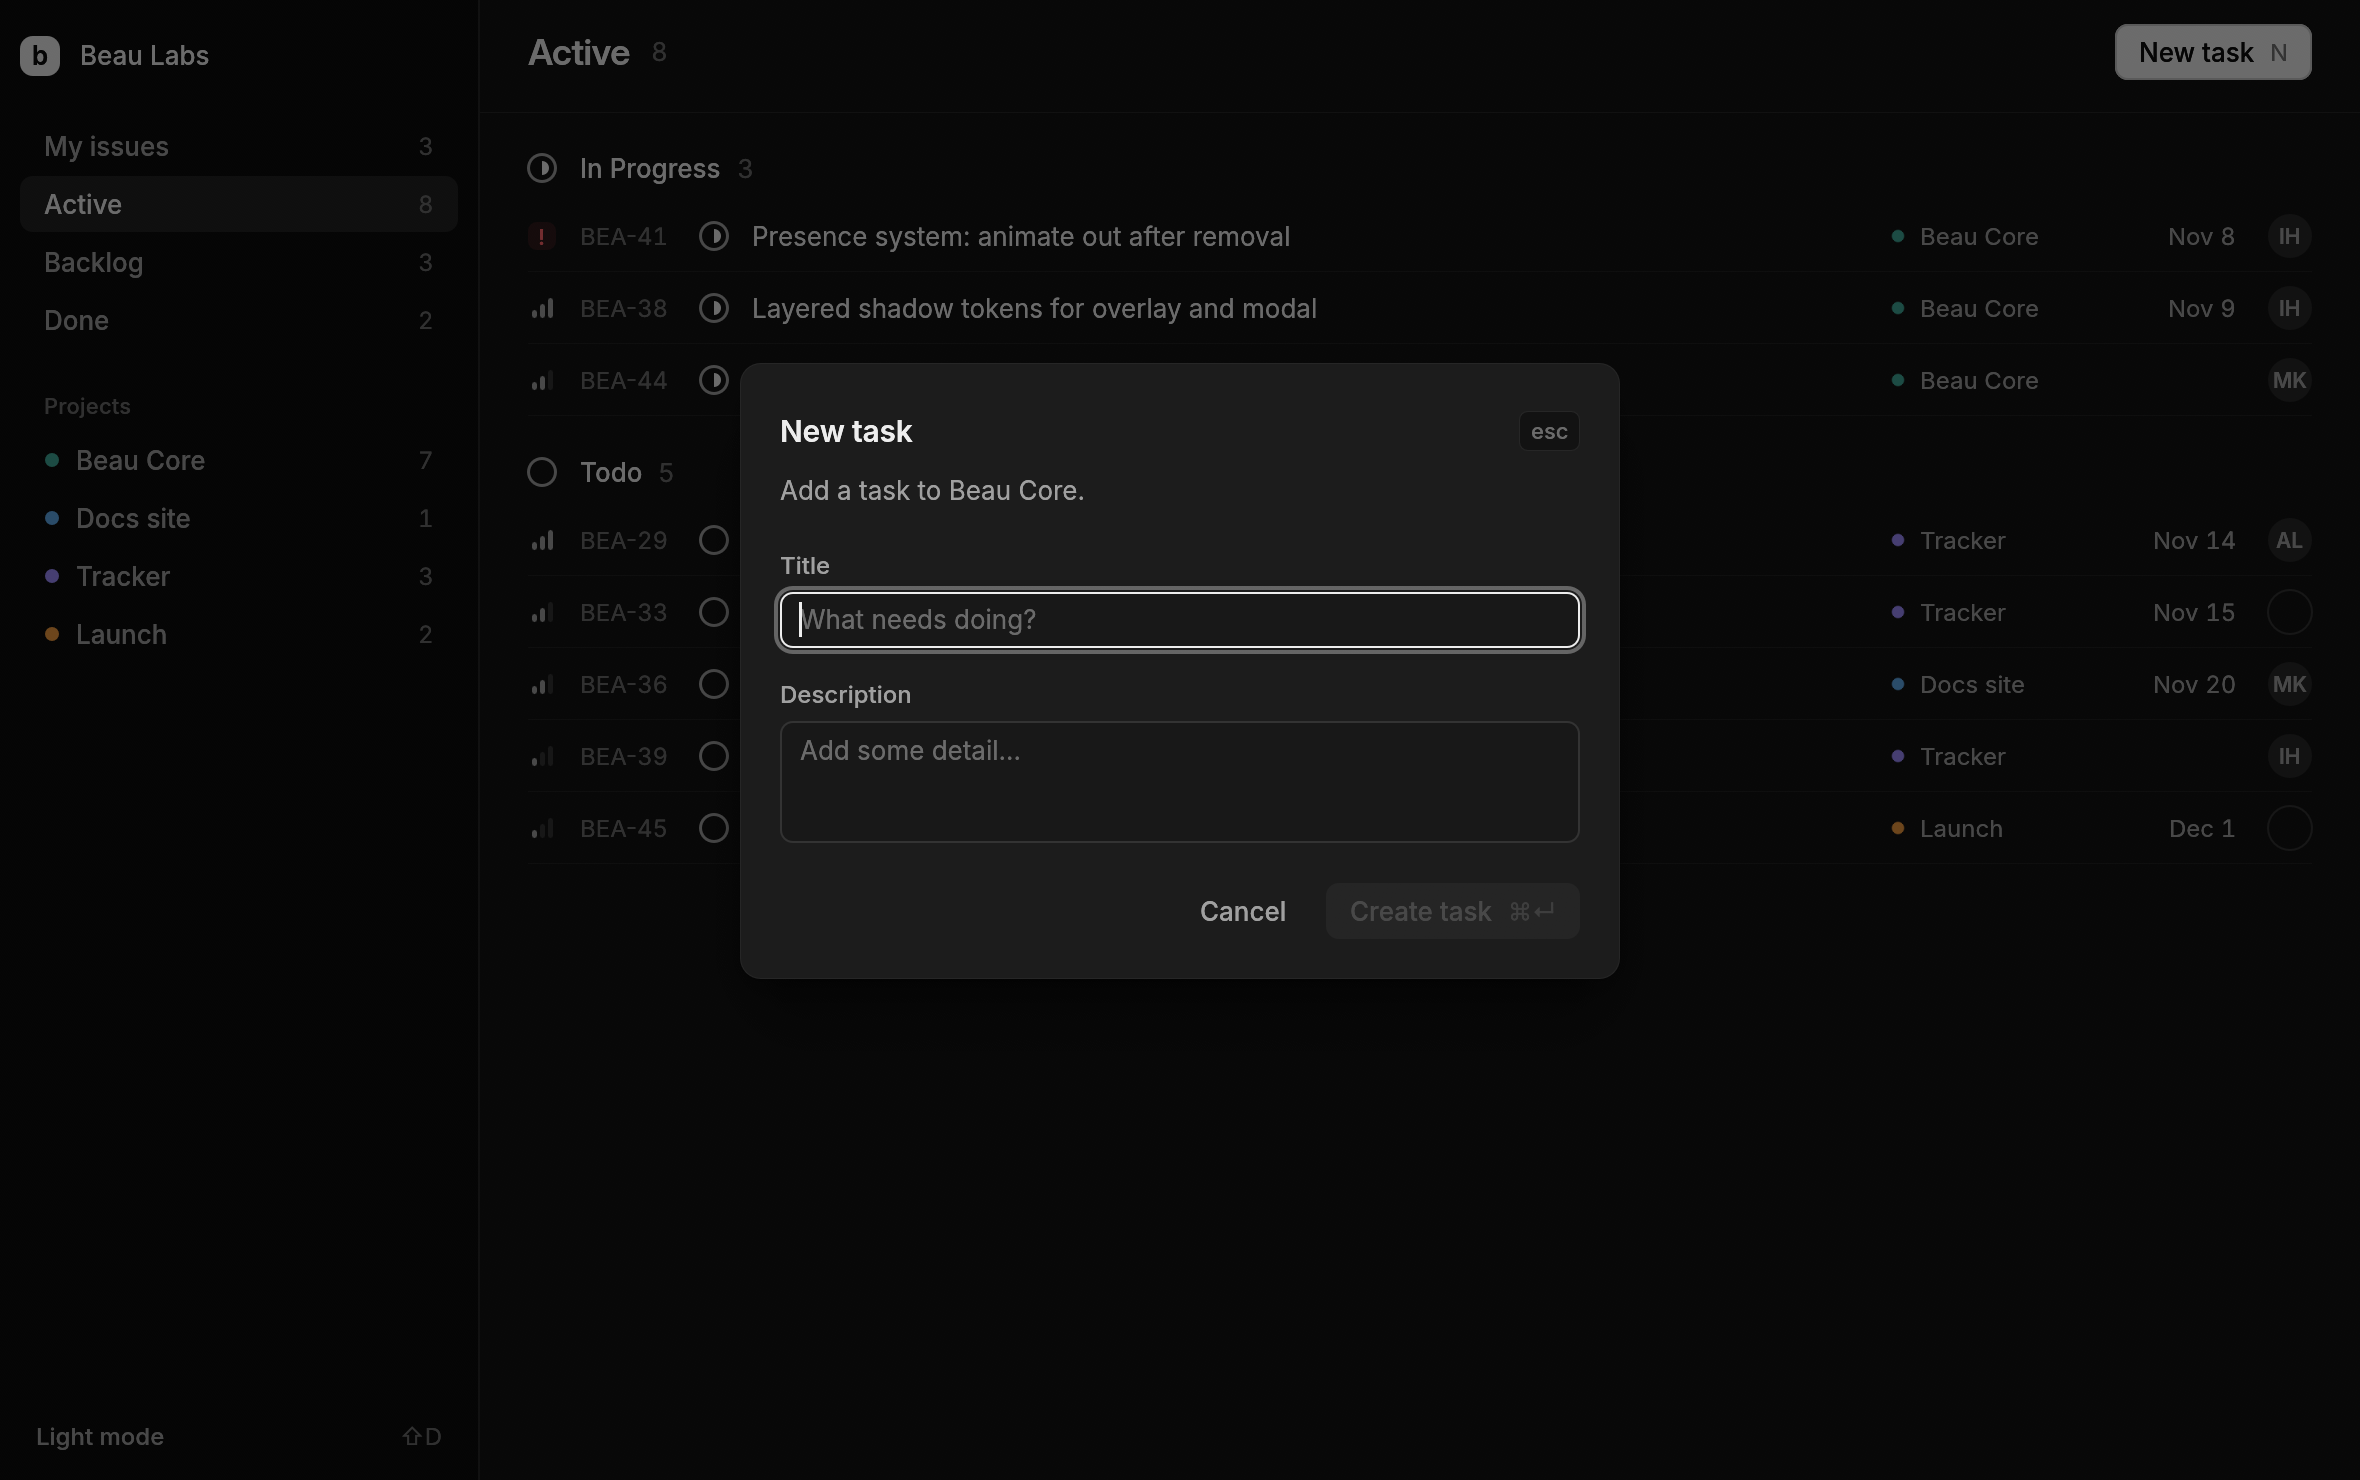 b Beau Labs
My issues 3
Active 8
Backlog 3
Done 2
Projects
Beau Core 7
Docs site 1
Tracker 3
Launch 2
Light mode ⇧D
Active 8
New task N
In Progress 3
! BEA-41 Presence system: animate out after removal Beau Core Nov 8 IH
BEA-38 Layered shadow tokens for overlay and modal Beau Core Nov 9 IH
BEA-44 Beau Core MK
Todo 5
BEA-29 Tracker Nov 14 AL
BEA-33 Tracker Nov 15
BEA-36 Docs site Nov 20 MK
BEA-39 Tracker IH
BEA-45 Launch Dec 1
New task esc
Add a task to Beau Core.
Title
What needs doing?
Description
Add some detail...
Cancel Create task ⌘↵